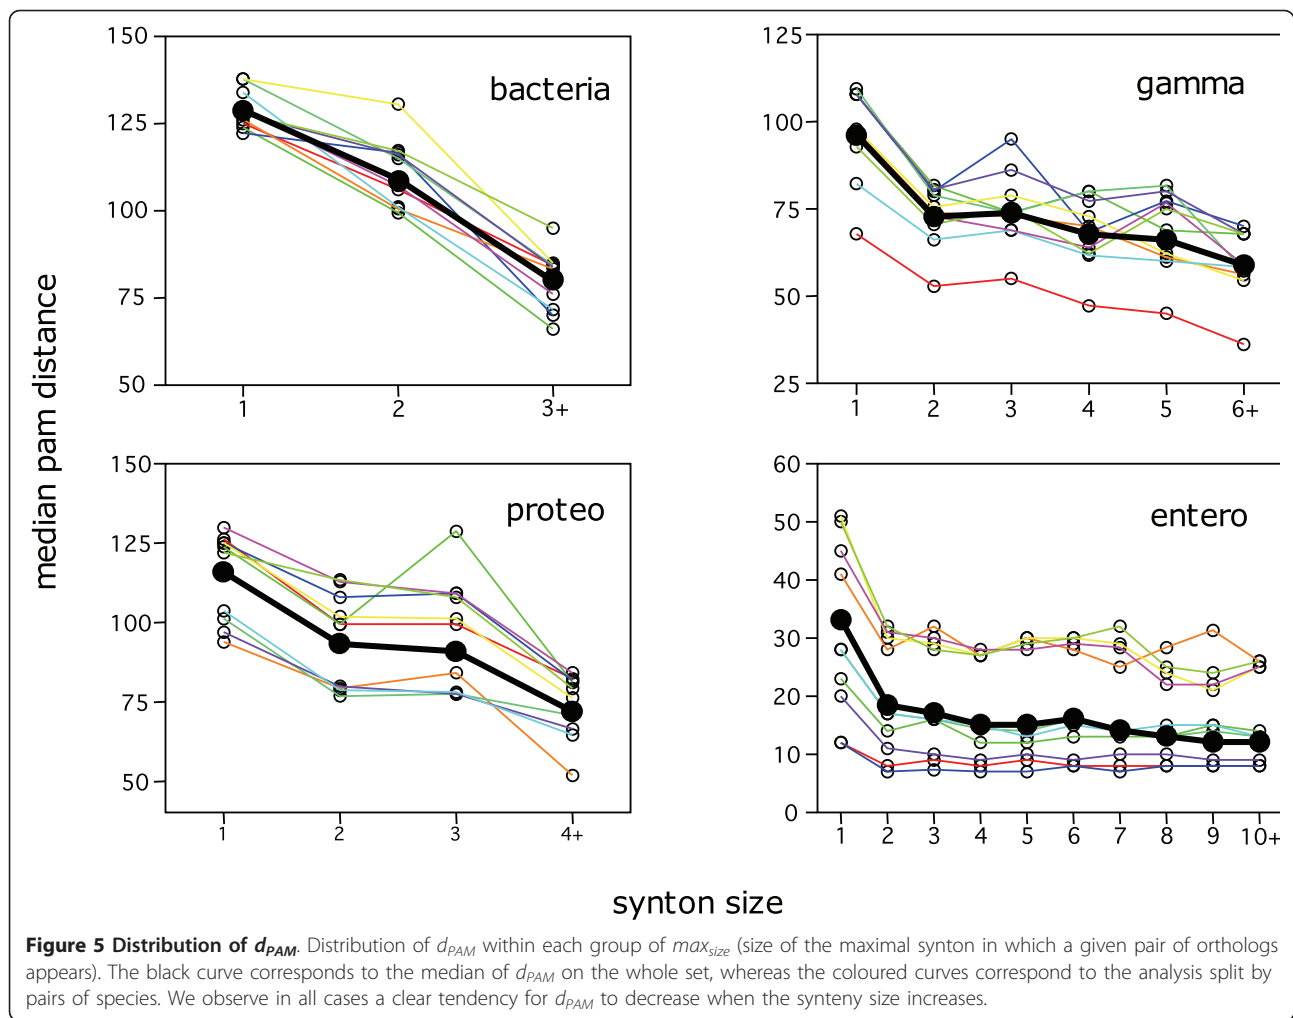 150
125
100
75
50
bacteria
1 2 3+
125
100
75
50
25
gamma
1 2 3 4 5 6+
median pam distance
150
125
100
75
50
proteo
1 2 3 4+
60
50
40
30
20
10
0
entero
1 2 3 4 5 6 7 8 9 10+
synton size
Figure 5 Distribution of dPAM. Distribution of dPAM within each group of maxsize (size of the maximal synton in which a given pair of orthologs
appears). The black curve corresponds to the median of dPAM on the whole set, whereas the coloured curves correspond to the analysis split by
pairs of species. We observe in all cases a clear tendency for dPAM to decrease when the synteny size increases.